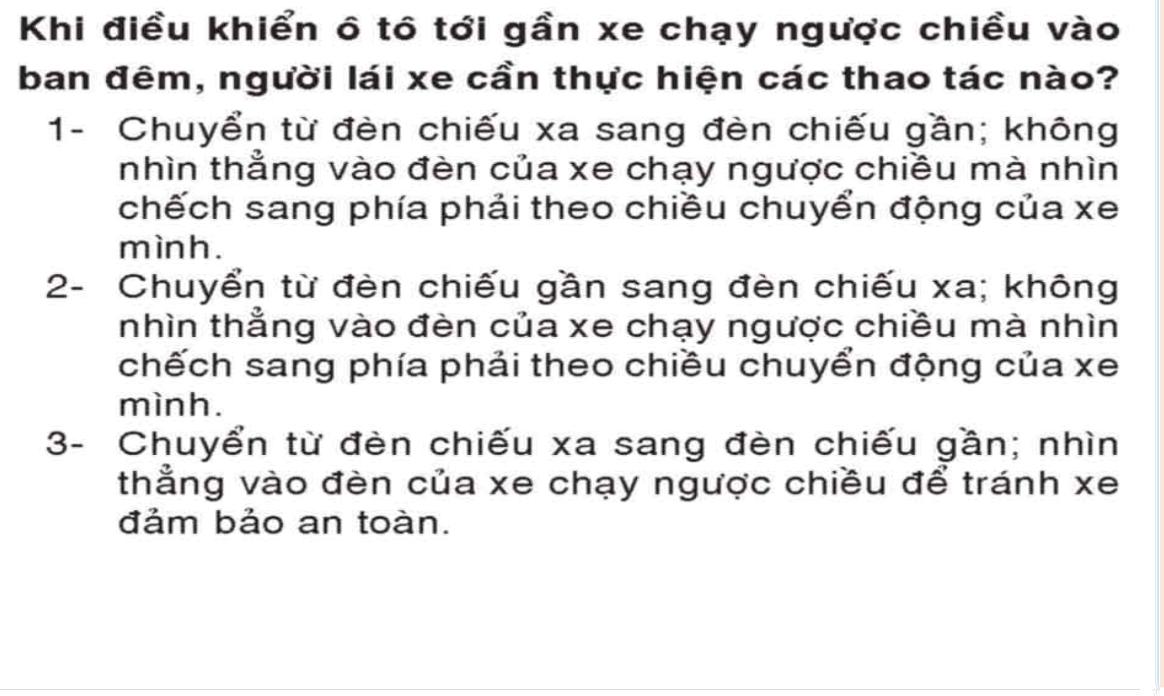 Khi điều khiển ô tô tới gần xe chạy ngược chiều vào
ban đêm, người lái xe cần thực hiện các thao tác nào?
1- Chuyển từ đèn chiếu xa sang đèn chiếu gần; không
nhìn thẳng vào đèn của xe chạy ngược chiều mà nhìn
chếch sang phía phải theo chiều chuyển động của xe
mình.
2- Chuyển từ đèn chiếu gần sang đèn chiếu xa; không
nhìn thẳng vào đèn của xe chạy ngược chiều mà nhìn
chếch sang phía phải theo chiều chuyển động của xe
mình.
3- Chuyển từ đèn chiếu xa sang đèn chiếu gần; nhìn
thẳng vào đèn của xe chạy ngược chiều để tránh xe
đảm bảo an toàn.